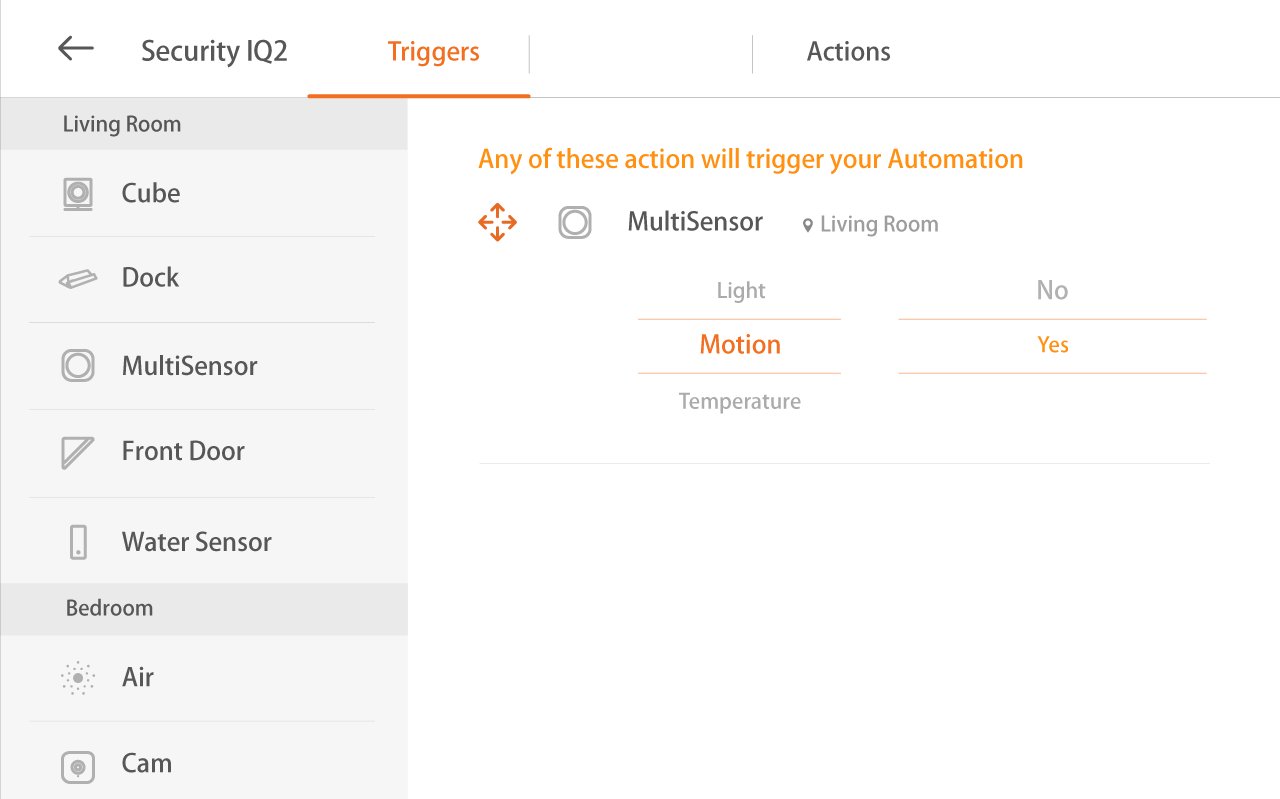 Security IQ2
Triggers
Actions
Living Room
Cube
Dock
MultiSensor
Front Door
Water Sensor
Bedroom
Air
Cam
Any of these action will trigger your Automation
MultiSensor Living Room
Light No
Motion Yes
Temperature